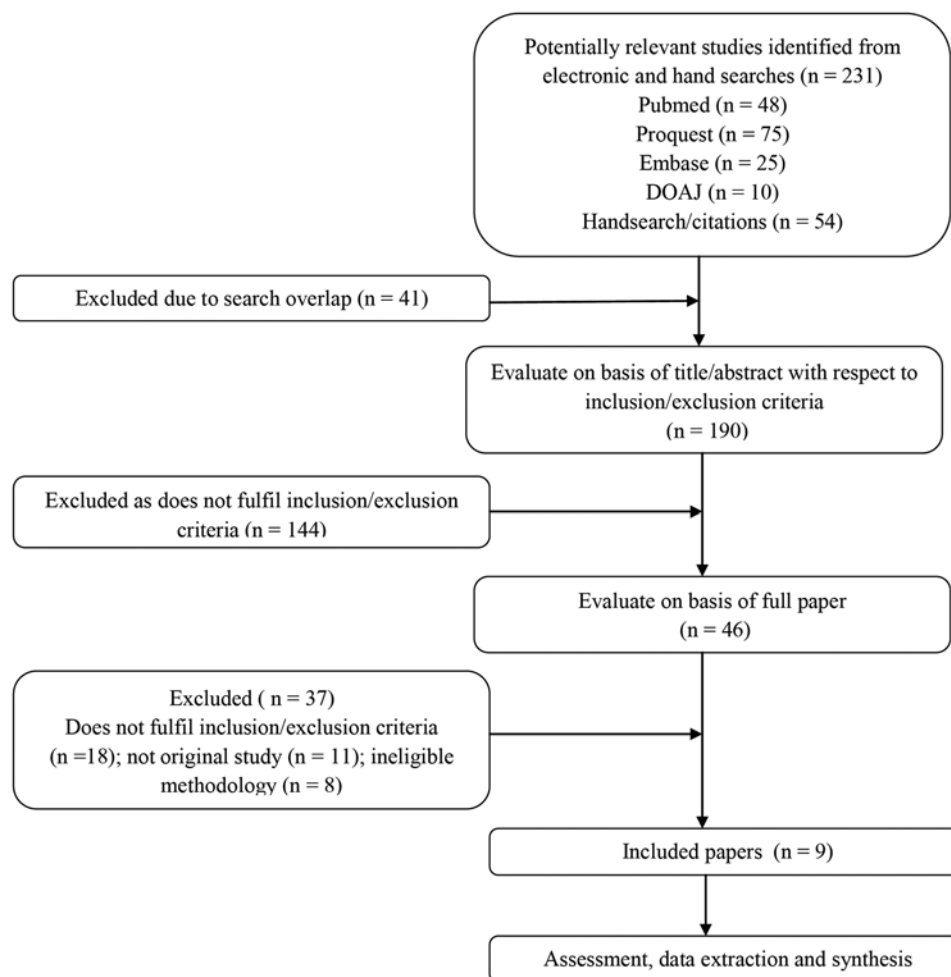 Potentially relevant studies identified from
electronic and hand searches (n = 231)
Pubmed (n = 48)
Proquest (n = 75)
Embase (n = 25)
DOAJ (n = 10)
Handsearch/citations (n = 54)
Excluded due to search overlap (n = 41)
Evaluate on basis of title/abstract with respect to
inclusion/exclusion criteria
(n = 190)
Excluded as does not fulfil inclusion/exclusion
criteria (n = 144)
Evaluate on basis of full paper
(n = 46)
Excluded ( n = 37)
Does not fulfil inclusion/exclusion criteria
(n =18); not original study (n = 11); ineligible
methodology (n = 8)
Included papers (n = 9)
Assessment, data extraction and synthesis